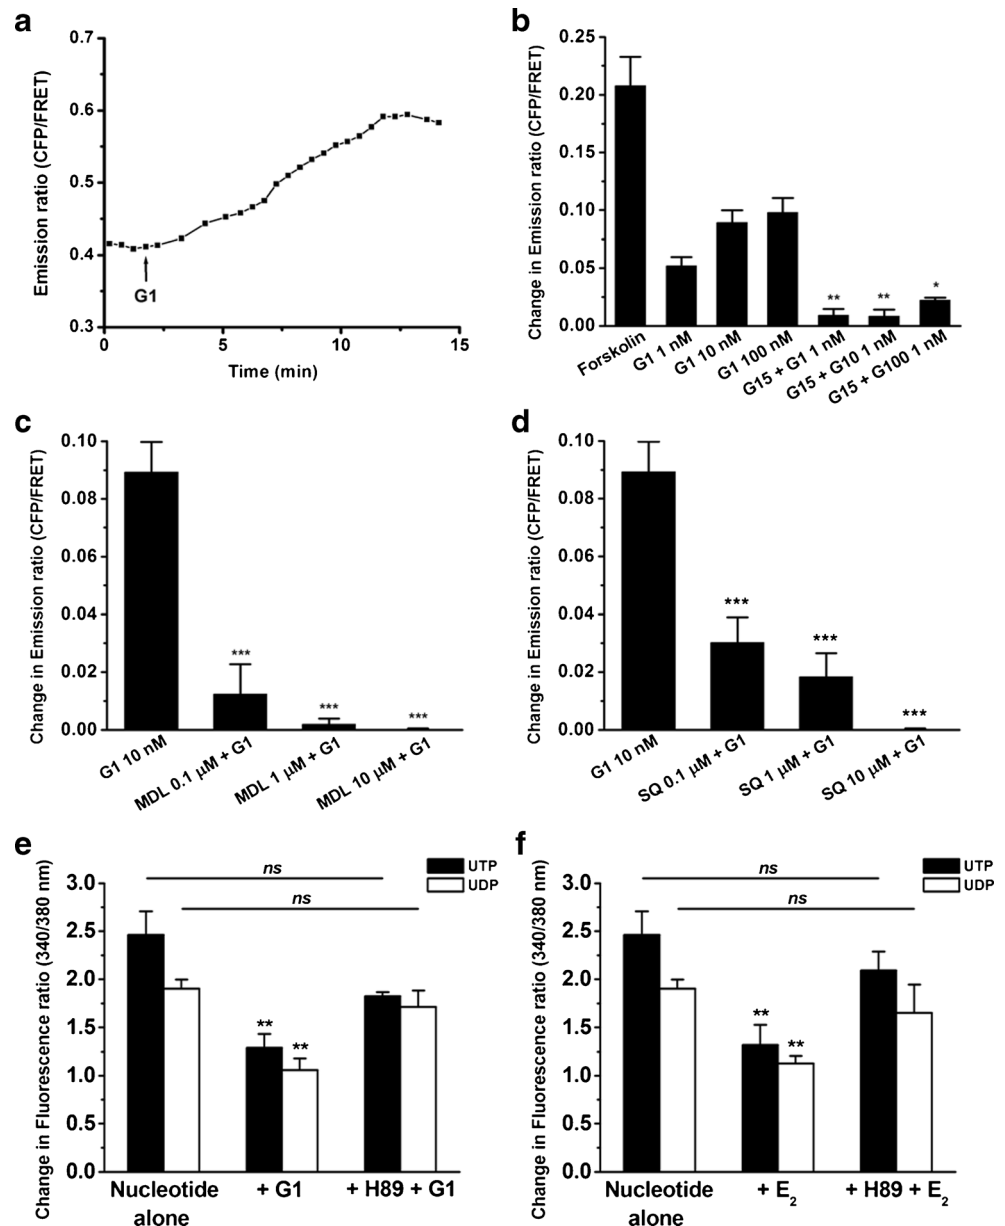 a
Emission ratio (CFP/FRET)
0.7
0.6
0.5
0.4
0.3
G1
0
5
10
15
Time (min)
b
Change in Emission ratio (CFP/FRET)
0.25
0.20
0.15
0.10
0.05
0.00
**
**
*
Forskolin
G1 1 nM
G1 10 nM
G1 100 nM
G15 + G1 1 nM
G15 + G10 1 nM
G15 + G100 1 nM
c
Change in Emission ratio (CFP/FRET)
0.10
0.08
0.06
0.04
0.02
0.00
***
***
***
G1 10 nM
MDL 0.1 μM + G1
MDL 1 μM + G1
MDL 10 μM + G1
d
Change in Emission ratio (CFP/FRET)
0.10
0.08
0.06
0.04
0.02
0.00
***
***
***
G1 10 nM
SQ 0.1 μM + G1
SQ 1 μM + G1
SQ 10 μM + G1
e
Change in Fluorescence ratio (340/380 nm)
UTP
UDP
ns
ns
3.0
2.5
2.0
1.5
1.0
0.5
0.0
**
**
Nucleotide
alone
+ G1
+ H89 + G1
f
Change in Fluorescence ratio (340/380 nm)
UTP
UDP
ns
ns
3.0
2.5
2.0
1.5
1.0
0.5
0.0
**
**
Nucleotide
alone
+ E2
+ H89 + E2